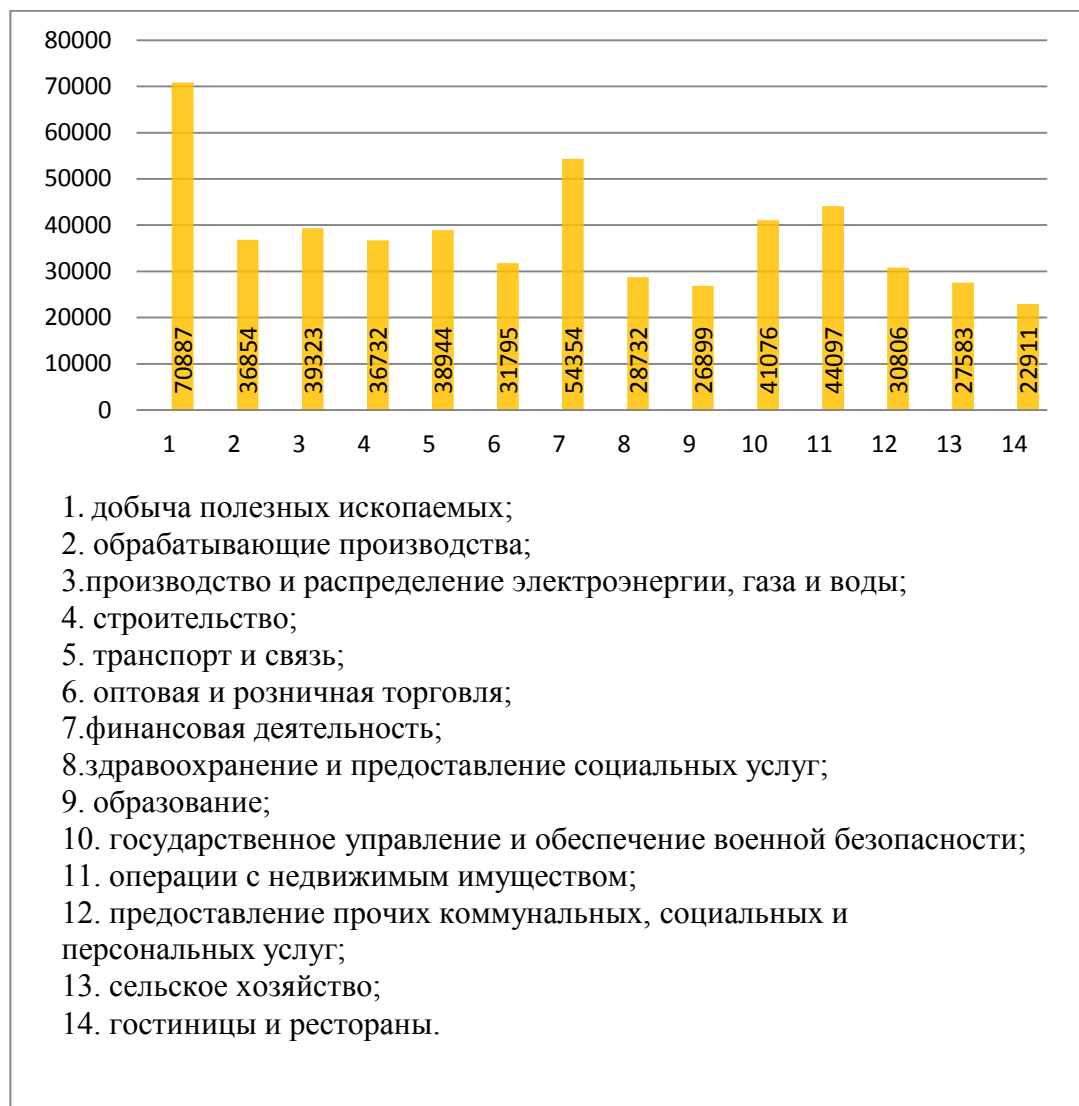 80000
70000
60000
50000
40000
30000
20000
10000
0
70887 36854 39323 36732 38944 31795 54354 28732 26899 41076 44097 30806 27583 22911
1 2 3 4 5 6 7 8 9 10 11 12 13 14
1. добыча полезных ископаемых;
2. обрабатывающие производства;
3.производство и распределение электроэнергии, газа и воды;
4. строительство;
5. транспорт и связь;
6. оптовая и розничная торговля;
7.финансовая деятельность;
8.здравоохранение и предоставление социальных услуг;
9. образование;
10. государственное управление и обеспечение военной безопасности;
11. операции с недвижимым имуществом;
12. предоставление прочих коммунальных, социальных и
персональных услуг;
13. сельское хозяйство;
14. гостиницы и рестораны.